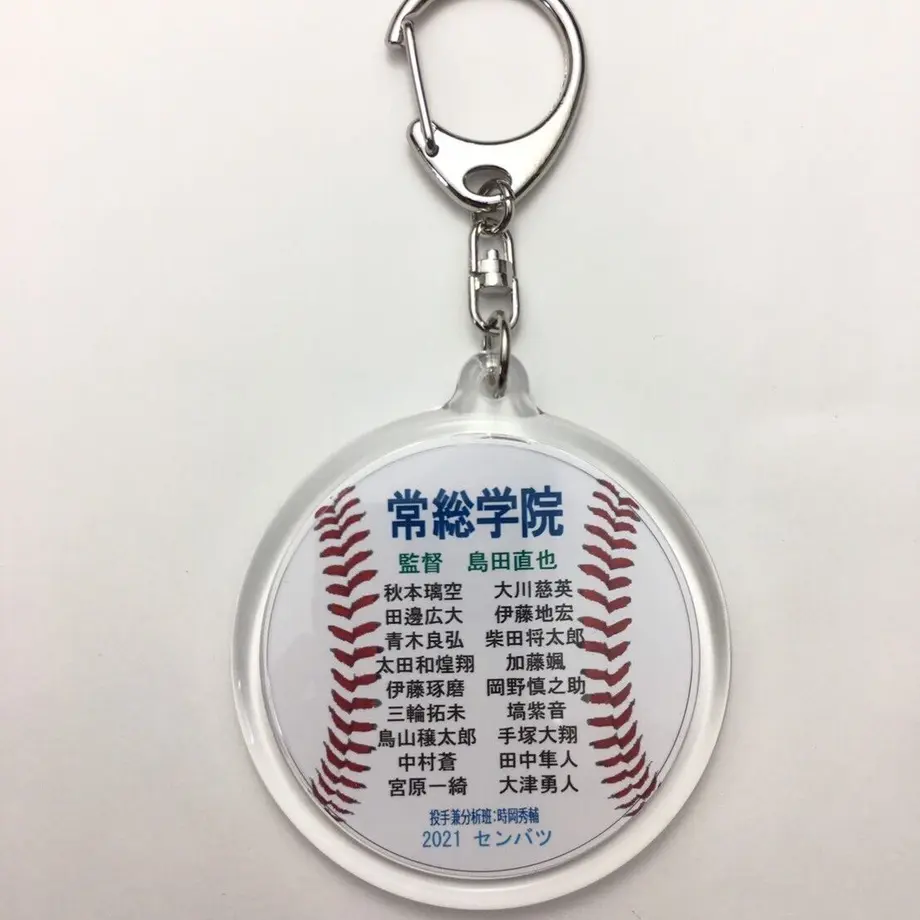 常総学院
監督 島田直也
秋本璃空 大川慈英
田邊広大 伊藤地宏
青木良弘 柴田将太郎
太田和煌翔 加藤颯
伊藤琢磨 岡野慎之助
三輪拓未 塙紫音
鳥山穣太郎 手塚大翔
中村蒼 田中隼人
宮原一綺 大津勇人
投手兼分析班:時岡秀輔
2021 センバツ